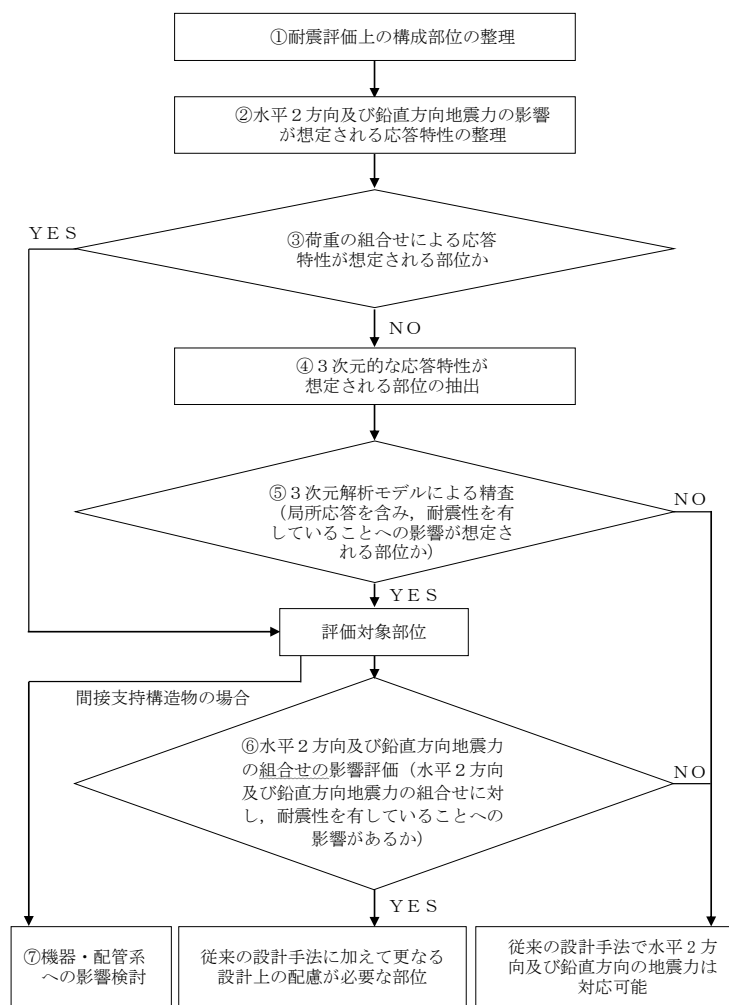 ①耐震評価上の構成部位の整理
②水平２方向及び鉛直方向地震力の影響
が想定される応答特性の整理
ＹＥＳ
③荷重の組合せによる応答
特性が想定される部位か
ＮＯ
④３次元的な応答特性が
想定される部位の抽出
⑤３次元解析モデルによる精査
（局所応答を含み，耐震性を有
していることへの影響が想定さ
れる部位か）
ＮＯ
ＹＥＳ
評価対象部位
間接支持構造物の場合
⑥水平２方向及び鉛直方向地震力
の組合せの影響評価（水平２方向
及び鉛直方向地震力の組合せに対
し，耐震性を有していることへの
影響があるか）
ＮＯ
ＹＥＳ
⑦機器・配管系
への影響検討
従来の設計手法に加えて更なる
設計上の配慮が必要な部位
従来の設計手法で水平２方
向及び鉛直方向の地震力は
対応可能